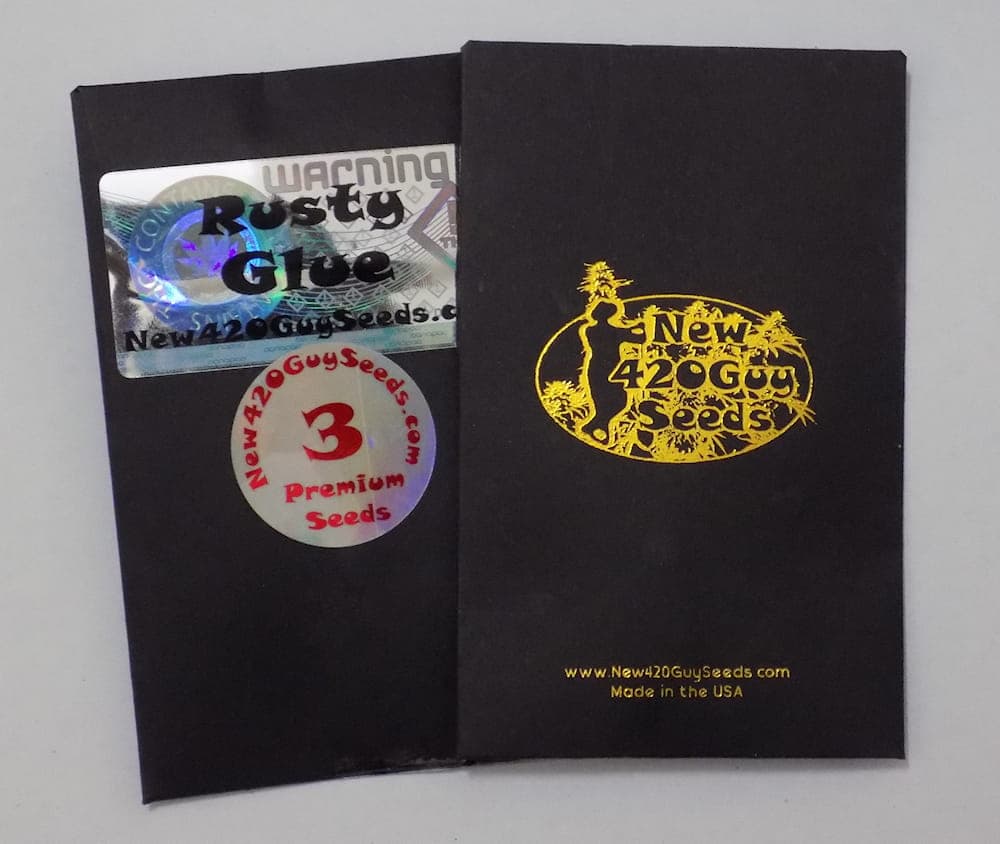 warning
Rusty
Glue
New420GuySeeds.c
New420GuySeeds.com
3
Premium
Seeds
New
420Guy
Seeds
www.New420GuySeeds.com
Made in the USA